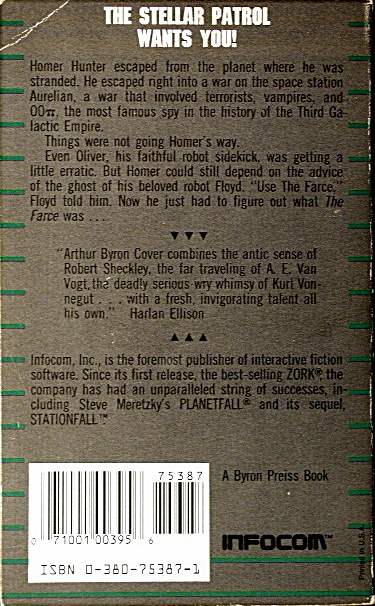 THE STELLAR PATROL
WANTS YOU!
Homer Hunter escaped from the planet where he was
stranded. He escaped right into a war on the space station
Aurelian, a war that involved terrorists, vampires, and
00π, the most famous spy in the history of the Third Ga-
lactic Empire.
Things were not going Homer's way.
Even Oliver, his faithful robot sidekick, was getting a
little erratic. But Homer could still depend on the advice
of the ghost of his beloved robot Floyd. "Use The Farce,"
Floyd told him. Now he just had to figure out what The
Farce was ...
"Arthur Byron Cover combines the antic sense of
Robert Sheckley, the far traveling of A. E. Van
Vogt, the deadly serious wry whimsy of Kurt Von-
negut . . . with a fresh, invigorating talent all
his own." Harlan Ellison
Infocom, Inc., is the foremost publisher of interactive fiction
software. Since its first release, the best-selling ZORK® the
company has had an unparalleled string of successes, in-
cluding Steve Meretzky's PLANETFALL® and its sequel,
STATIONFALL™
75387
A Byron Preiss Book
0 71001 00395 6
INFOCOM™
ISBN 0-380-75387-1
Printed in U.S.A.